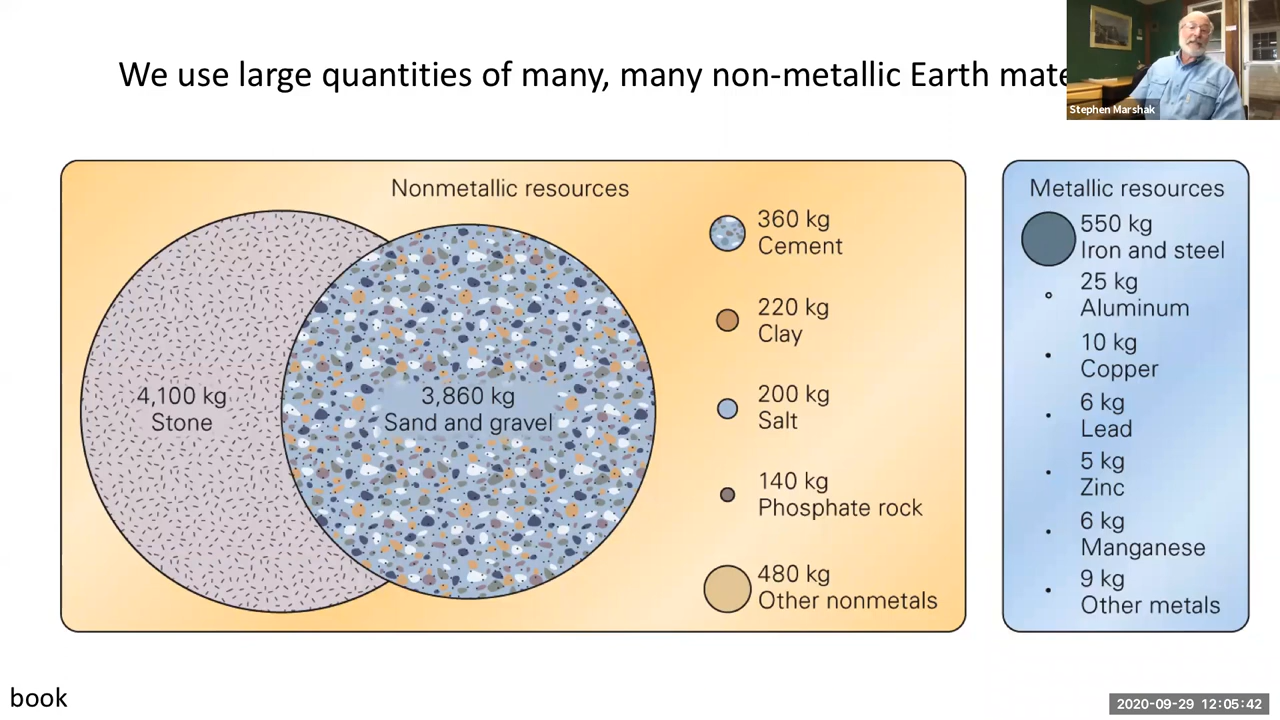 We use large quantities of many, many non-metallic Earth
Stephen Marshak
Nonmetallic resources
4,100 kg
Stone
3,860 kg
Sand and gravel
360 kg
Cement
220 kg
Clay
200 kg
Salt
140 kg
Phosphate rock
480 kg
Other nonmetals
Metallic resources
550 kg
Iron and steel
25 kg
Aluminum
10 kg
Copper
6 kg
Lead
5 kg
Zinc
6 kg
Manganese
9 kg
Other metals
book
2020-09-29 12:05:42